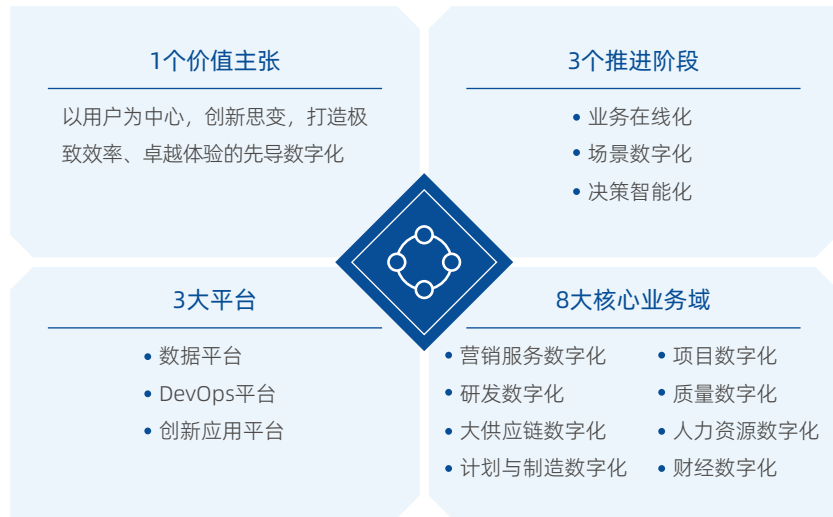 1个价值主张
以用户为中心，创新思变，打造极
致效率、卓越体验的先导数字化
3个推进阶段
• 业务在线化
• 场景数字化
• 决策智能化
3大平台
• 数据平台
• DevOps平台
• 创新应用平台
8大核心业务域
• 营销服务数字化
• 研发数字化
• 大供应链数字化
• 计划与制造数字化
• 项目数字化
• 质量数字化
• 人力资源数字化
• 财经数字化